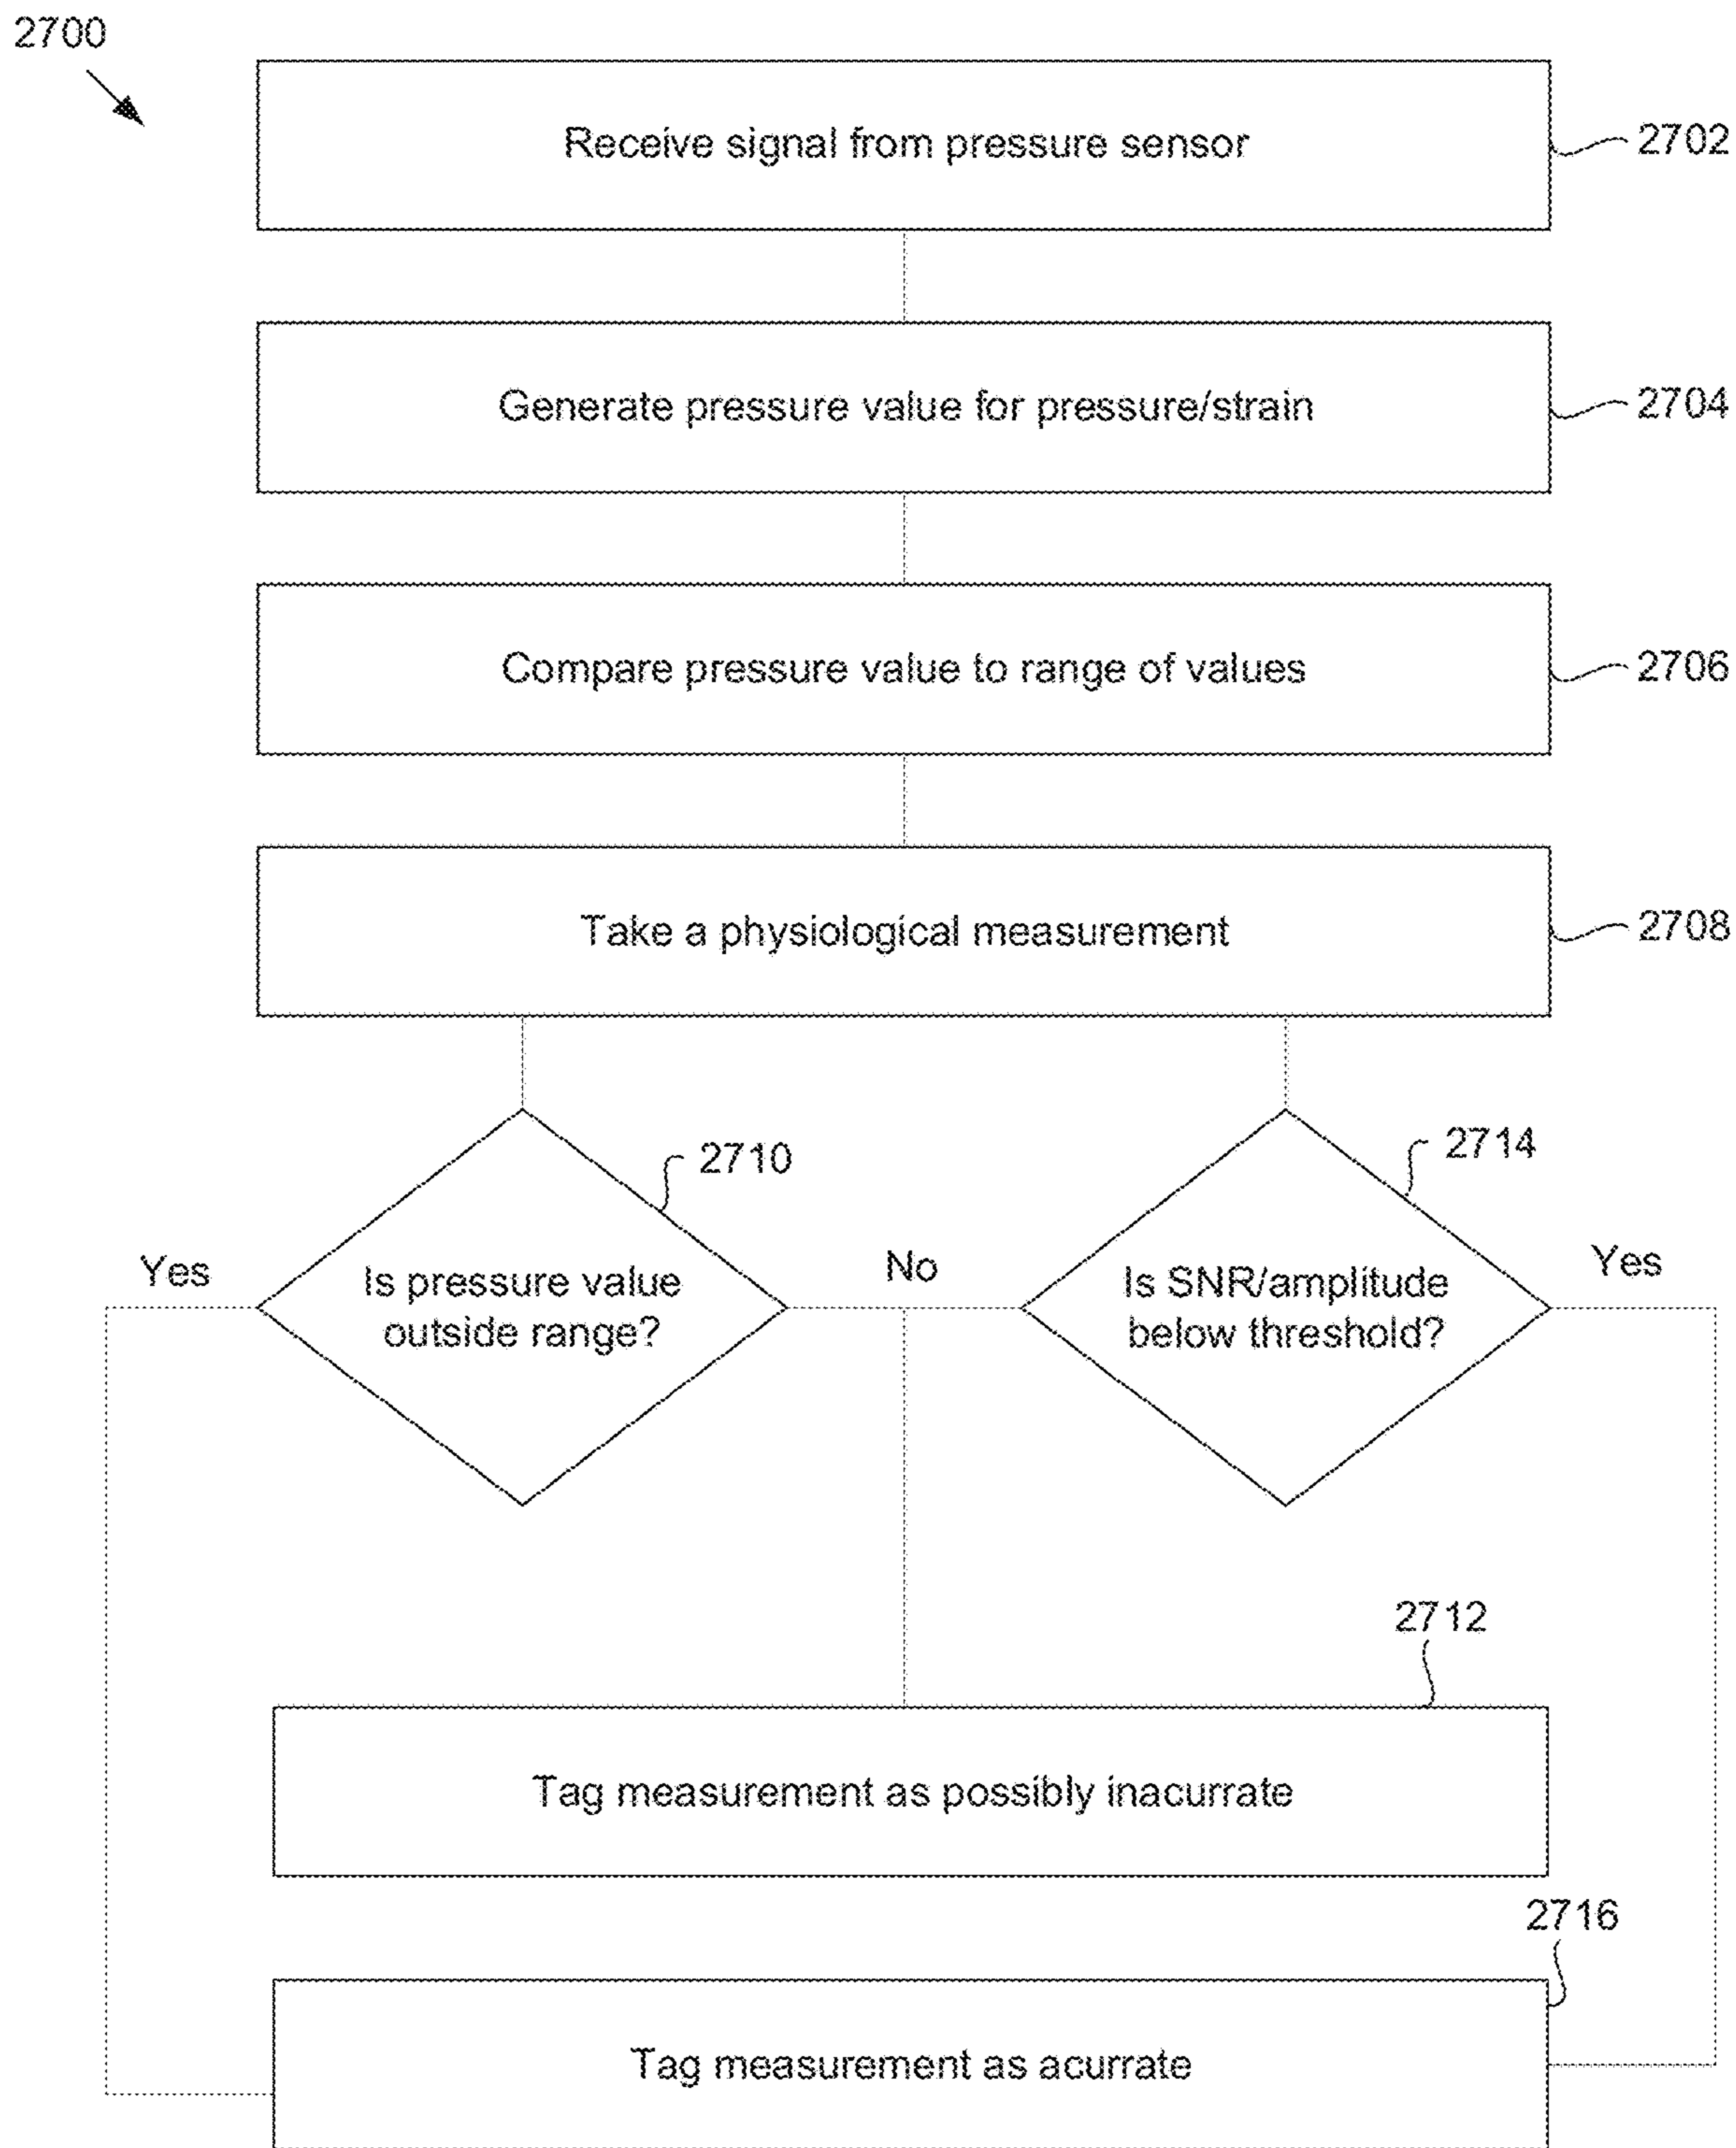 2700
Receive signal from pressure sensor
2702
Generate pressure value for pressure/strain
2704
Compare pressure value to range of values
2706
Take a physiological measurement
2708
2710
2714
Yes
No
Yes
Is pressure value
outside range?
Is SNR/amplitude
below threshold?
2712
Tag measurement as possibly inacurrate
2716
Tag measurement as acurrate